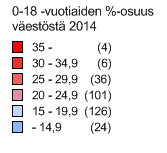 0-18 -vuotiaiden %-osuus
väestöstä 2014
35 - (4)
30 - 34,9 (6)
25 - 29,9 (36)
20 - 24,9 (101)
15 - 19,9 (126)
- 14,9 (24)